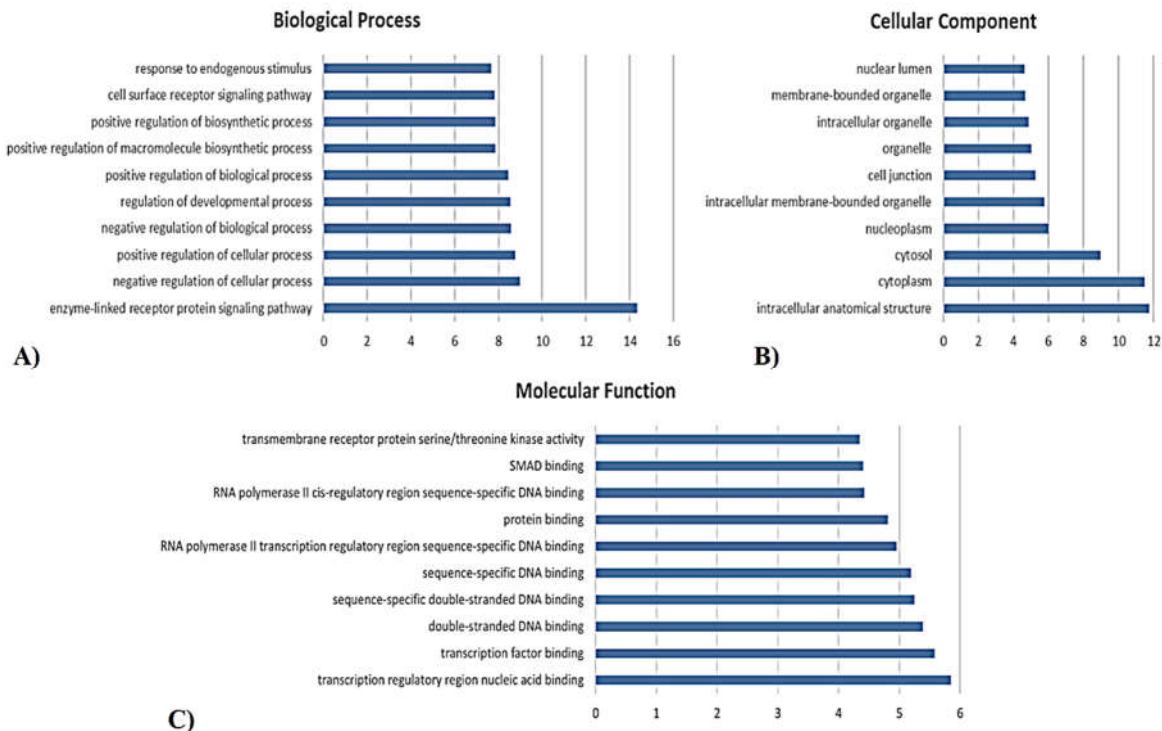 Biological Process
response to endogenous stimulus
cell surface receptor signaling pathway
positive regulation of biosynthetic process
positive regulation of macromolecule biosynthetic process
positive regulation of biological process
regulation of developmental process
negative regulation of biological process
positive regulation of cellular process
negative regulation of cellular process
enzyme-linked receptor protein signaling pathway
0 2 4 6 8 10 12 14 16
A)
Cellular Component
nuclear lumen
membrane-bounded organelle
intracellular organelle
organelle
cell junction
intracellular membrane-bounded organelle
nucleoplasm
cytosol
cytoplasm
intracellular anatomical structure
0 2 4 6 8 10 12
B)
Molecular Function
transmembrane receptor protein serine/threonine kinase activity
SMAD binding
RNA polymerase II cis-regulatory region sequence-specific DNA binding
protein binding
RNA polymerase II transcription regulatory region sequence-specific DNA binding
sequence-specific DNA binding
sequence-specific double-stranded DNA binding
double-stranded DNA binding
transcription factor binding
transcription regulatory region nucleic acid binding
0 1 2 3 4 5 6
C)